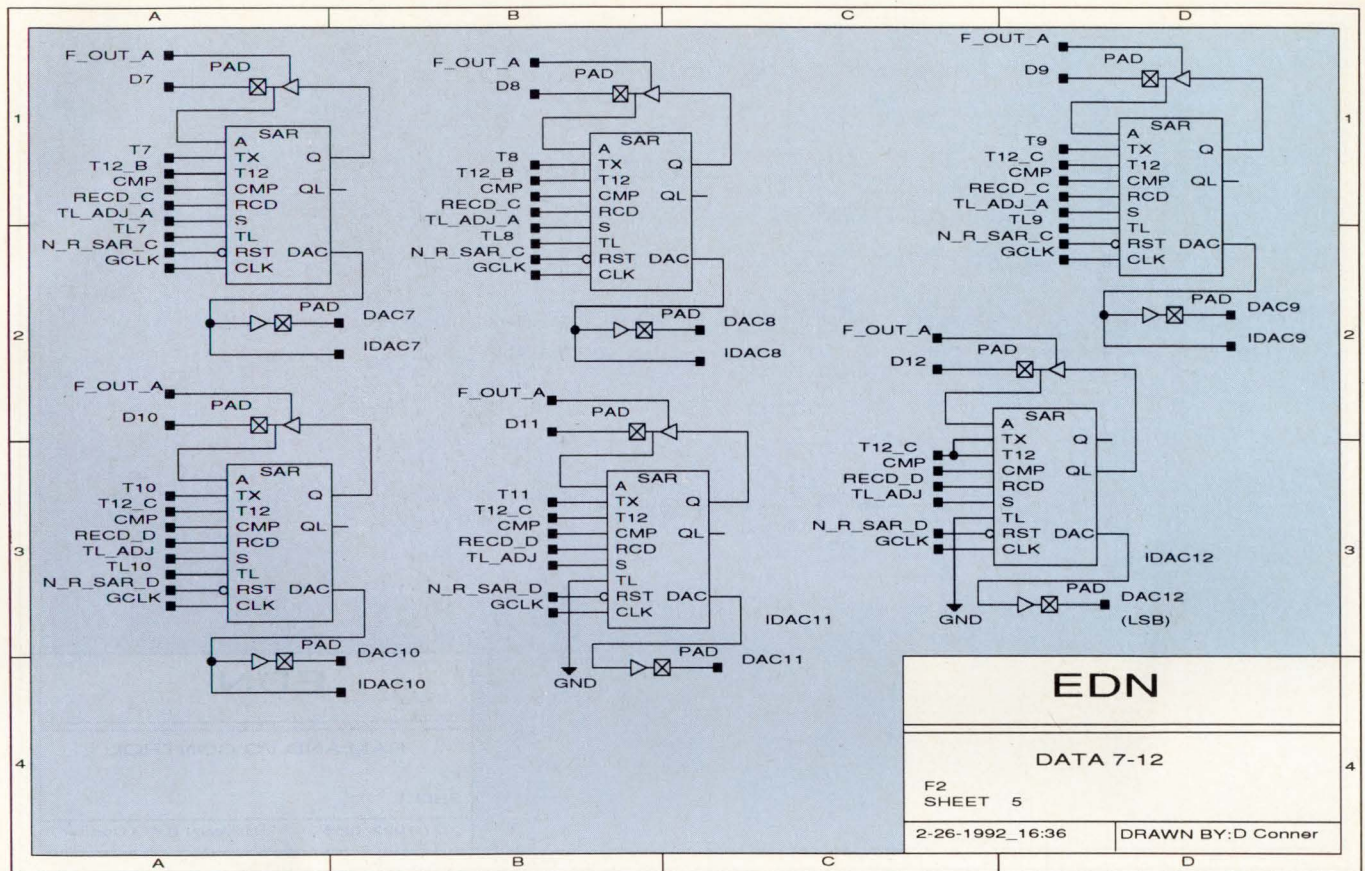 A B C D
F_OUT_A
D7
PAD
SAR
A
T7 TX Q
T12_B T12
CMP CMP QL
RECD_C RCD
TL_ADJ_A S
TL7 TL
N_R_SAR_C RST DAC
GCLK CLK
PAD
DAC7
IDAC7
F_OUT_A
D8
PAD
SAR
A
T8 TX Q
T12_B T12
CMP CMP QL
RECD_C RCD
TL_ADJ_A S
TL8 TL
N_R_SAR_C RST DAC
GCLK CLK
PAD
DAC8
IDAC8
F_OUT_A
D9
PAD
SAR
A
T9 TX Q
T12_C T12
CMP CMP QL
RECD_C RCD
TL_ADJ_A S
TL9 TL
N_R_SAR_C RST DAC
GCLK CLK
PAD
DAC9
IDAC9
1 1
2 2
F_OUT_A
D10
PAD
SAR
A
T10 TX Q
T12_C T12
CMP CMP QL
RECD_D RCD
TL_ADJ S
TL10 TL
N_R_SAR_D RST DAC
GCLK CLK
PAD
DAC10
IDAC10
F_OUT_A
D11
PAD
SAR
A
T11 TX Q
T12_C T12
CMP CMP QL
RECD_D RCD
TL_ADJ S
TL
N_R_SAR_D RST DAC
GCLK CLK
IDAC11
PAD
DAC11
GND
F_OUT_A
D12
PAD
SAR
A
TX Q
T12_C T12
CMP CMP QL
RECD_D RCD
TL_ADJ S
TL
N_R_SAR_D RST DAC
GCLK CLK
IDAC12
PAD
DAC12
GND (LSB)
3 3
4 4
EDN
DATA 7-12
F2
SHEET 5
2-26-1992_16:36 DRAWN BY:D Conner
A B C D